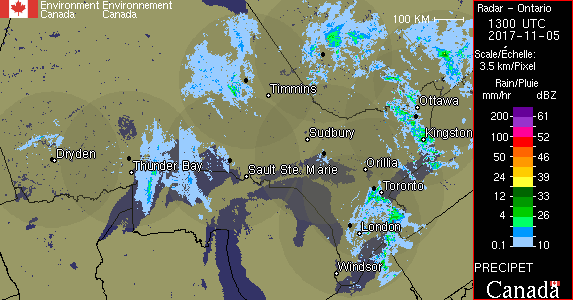 Environment Environnement
Canada Canada
100 KM
Timmins
Ottawa
Sudbury
Kingston
Dryden
Thunder Bay
Sault Ste. Marie
Orillia
Toronto
London
Windsor
Radar - Ontario
1300 UTC
2017-11-05
Scale/Échelle:
3.5 km/Pixel
Rain/Pluie
mm/hr dBZ
200 61
100 52
50 46
24 39
12 33
4 26
0.1 10
PRECIPET
Canada